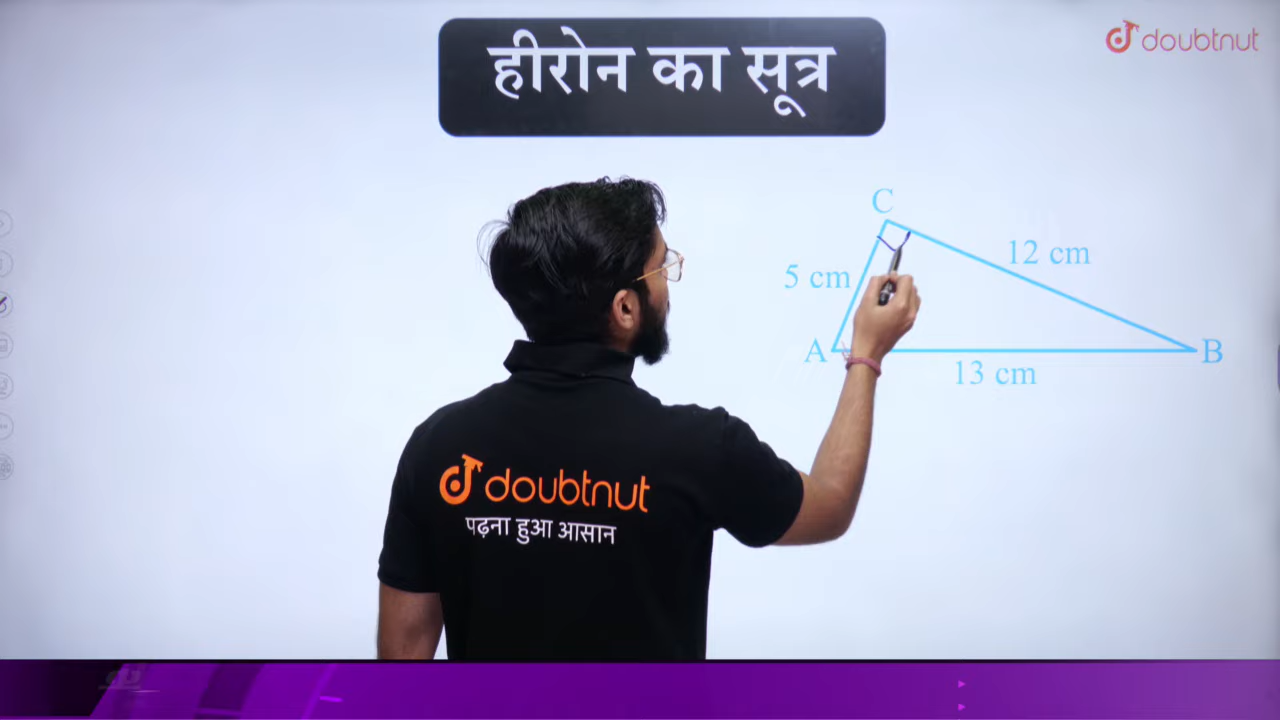 हीरोन का सूत्र
doubtnut
C
12 cm
5 cm
A
B
13 cm
doubtnut
पढ़ना हुआ आसान